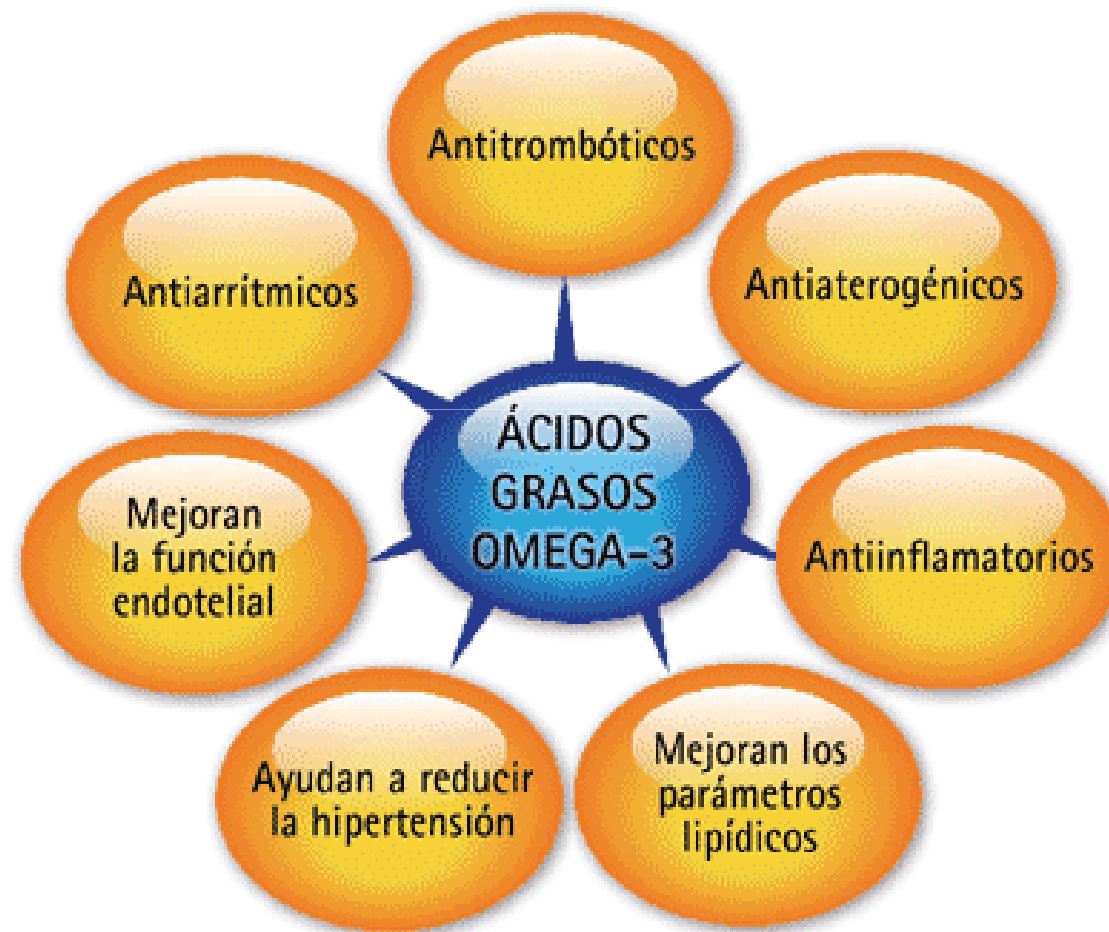 Antitrombóticos
Antiarrítmicos
Antiaterogénicos
ÁCIDOS
GRASOS
OMEGA-3
Mejoran
la función
endotelial
Antiinflamatorios
Ayudan a reducir
la hipertensión
Mejoran los
parámetros
lipídicos